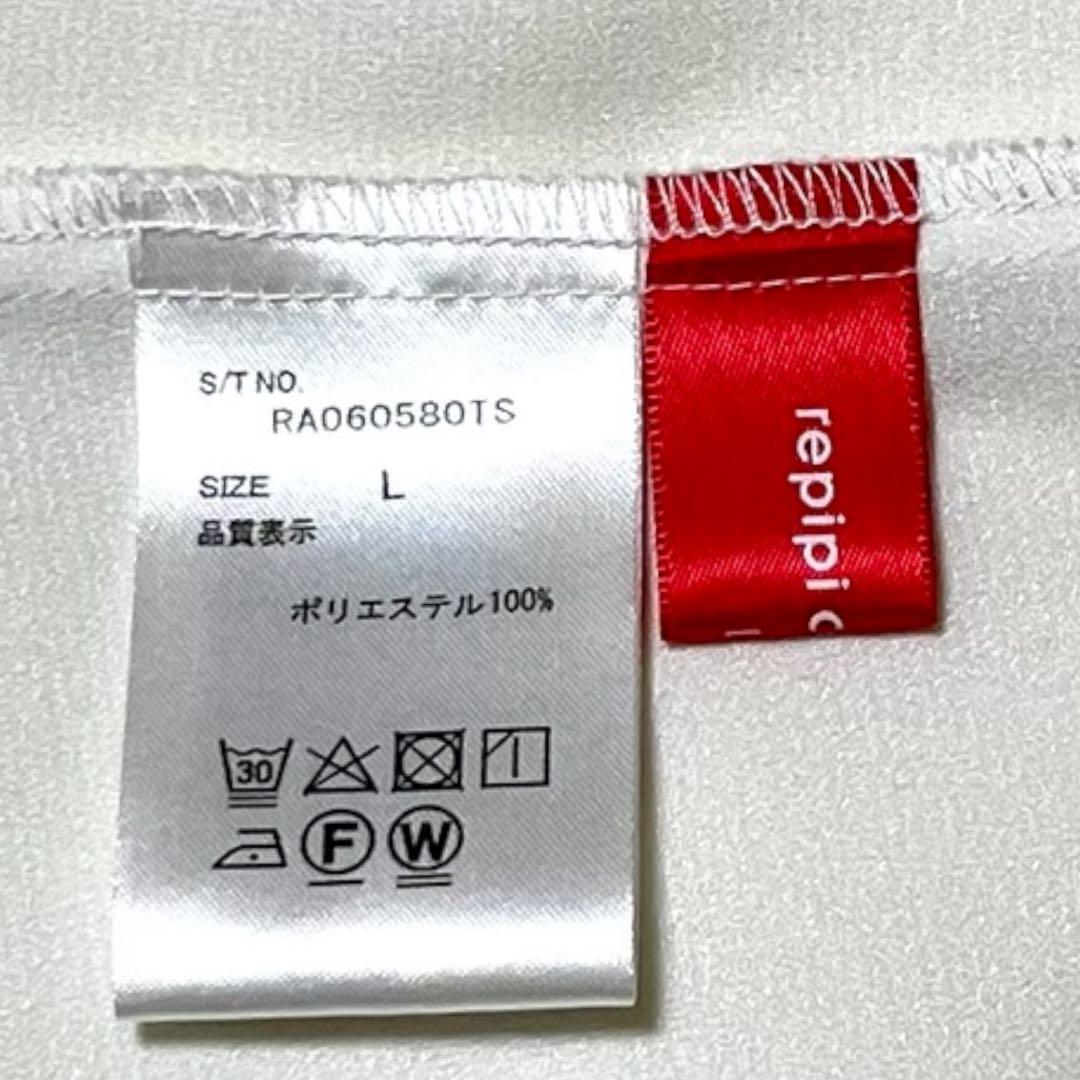 S/T NO.
RA060580TS
SIZE L
品質表示
ポリエステル100%
30
F W
repipi